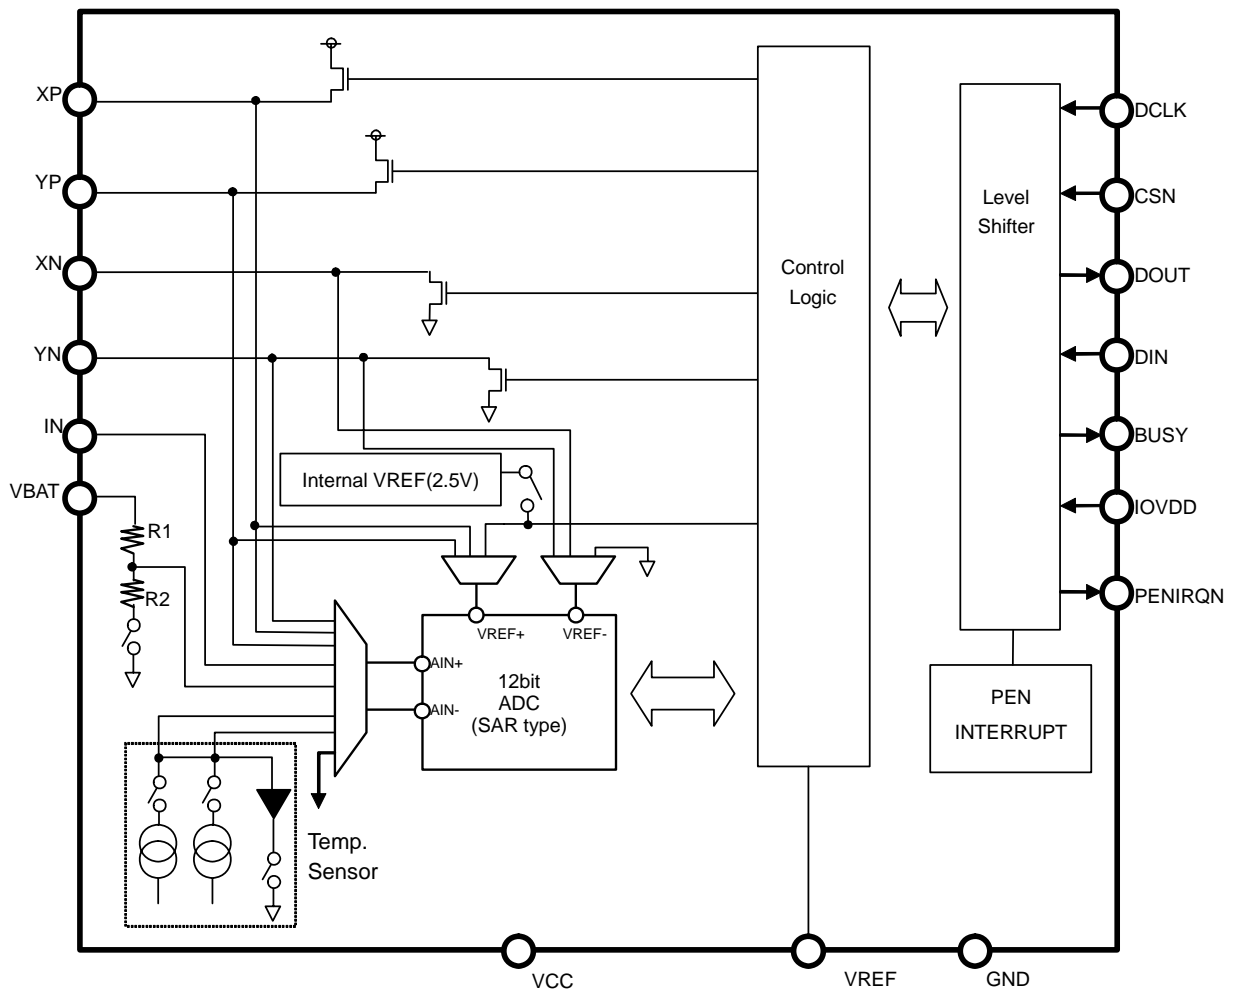 XP
YP
XN
YN
IN
VBAT
R1
R2
Internal VREF(2.5V)
VREF+
VREF-
AIN+
AIN-
12bit
ADC
(SAR type)
Temp.
Sensor
Control
Logic
Level
Shifter
PEN
INTERRUPT
DCLK
CSN
DOUT
DIN
BUSY
IOVDD
PENIRQN
VCC
VREF
GND